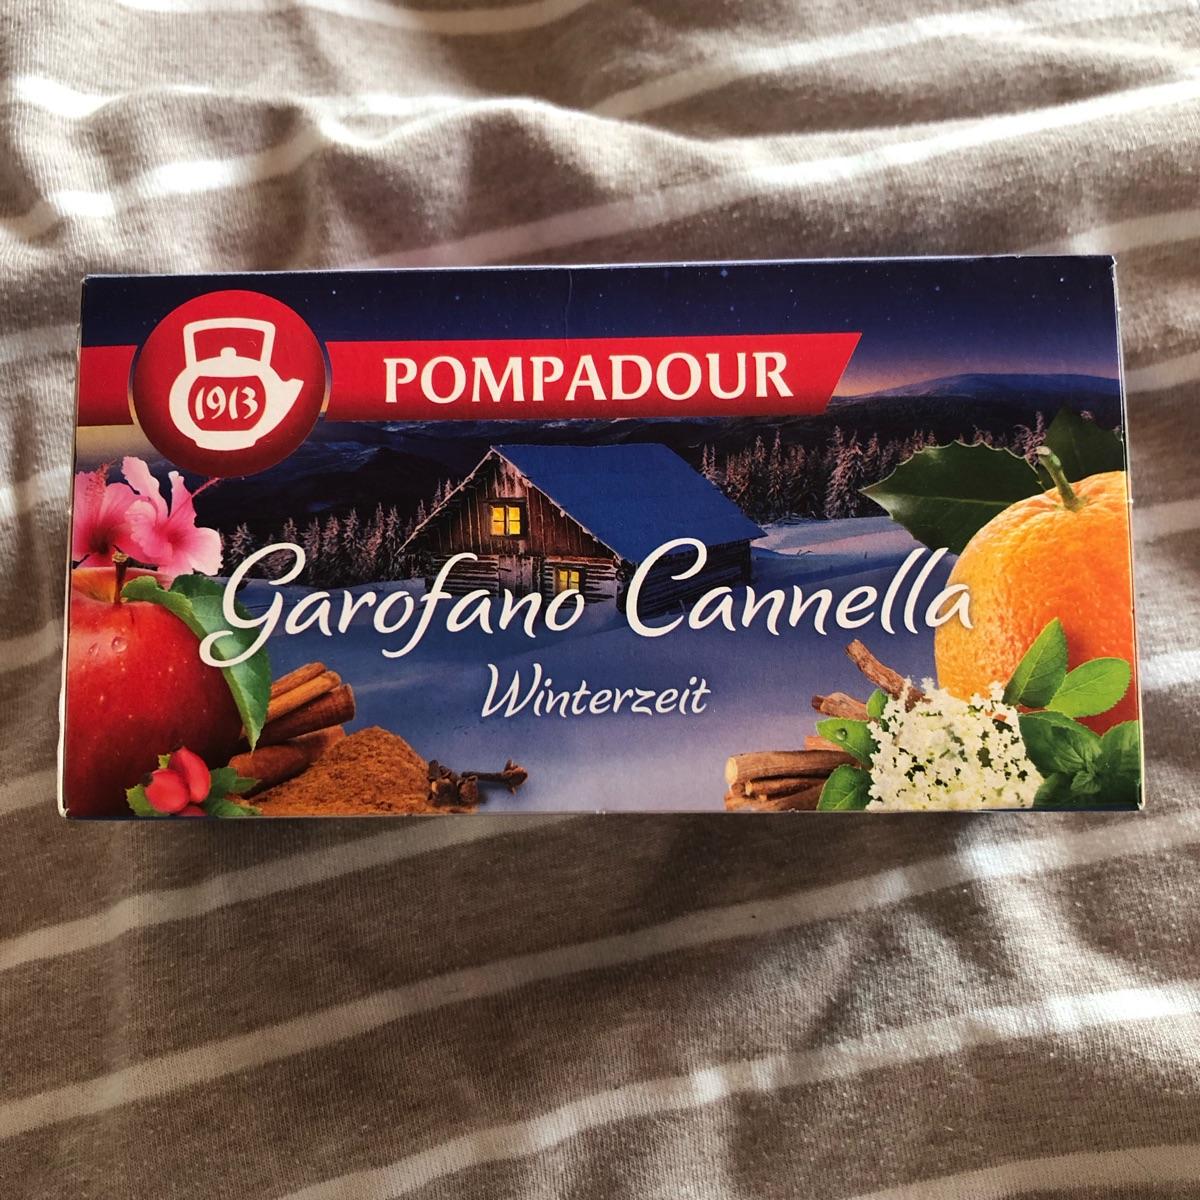 POMPADOUR
1913
Garofano Cannella
Winterzeit